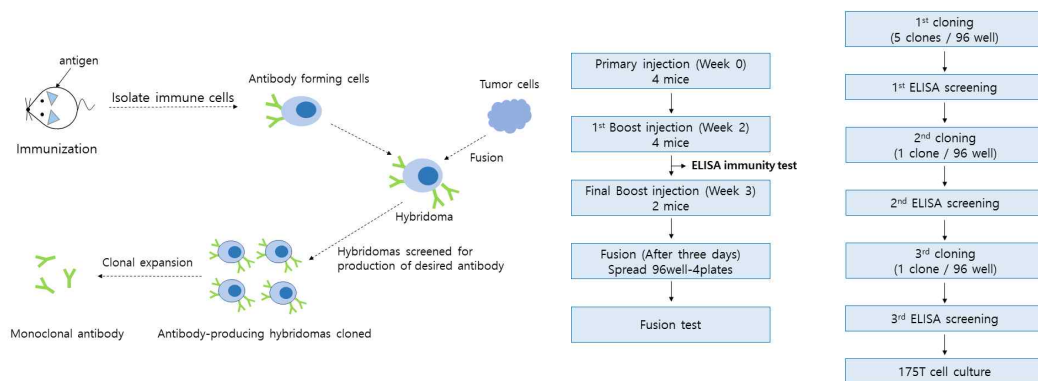 antigen
Isolate immune cells
Immunization
Antibody forming cells
Tumor cells
Fusion
Hybridoma
Hybridomas screened for
production of desired antibody
Clonal expansion
Monoclonal antibody
Antibody-producing hybridomas cloned
Primary injection (Week 0)
4 mice
1st Boost injection (Week 2)
4 mice
ELISA immunity test
Final Boost injection (Week 3)
2 mice
Fusion (After three days)
Spread 96well-4plates
Fusion test
1st cloning
(5 clones / 96 well)
1st ELISA screening
2nd cloning
(1 clone / 96 well)
2nd ELISA screening
3rd cloning
(1 clone / 96 well)
3rd ELISA screening
175T cell culture